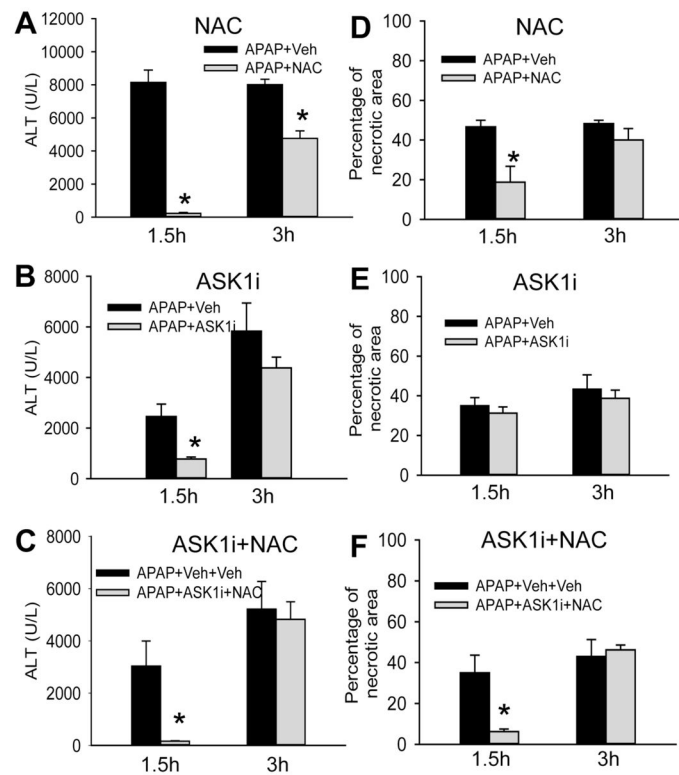 A
NAC
12000
10000
8000
6000
4000
2000
0
ALT (U/L)
APAP+Veh
APAP+NAC
*
*
1.5h
3h
D
NAC
100
80
60
40
20
0
Percentage of
necrotic area
APAP+Veh
APAP+NAC
*
1.5h
3h
B
ASK1i
8000
6000
4000
2000
0
ALT (U/L)
APAP+Veh
APAP+ASK1i
*
1.5h
3h
E
ASK1i
100
80
60
40
20
0
Percentage of
necrotic area
APAP+Veh
APAP+ASK1i
1.5h
3h
C
ASK1i+NAC
8000
6000
4000
2000
0
ALT (U/L)
APAP+Veh+Veh
APAP+ASK1i+NAC
*
1.5h
3h
F
ASK1i+NAC
100
80
60
40
20
0
Percentage of
necrotic area
APAP+Veh+Veh
APAP+ASK1i+NAC
*
1.5h
3h